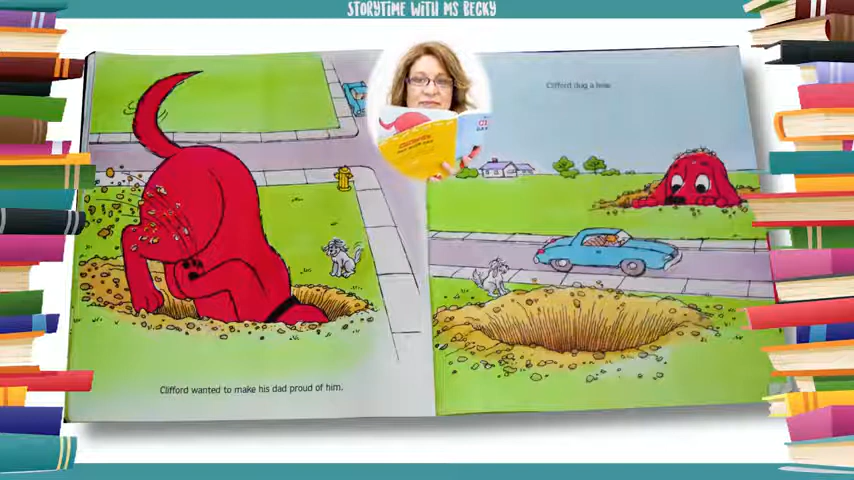 STORYTIME WITH MS BECKY
Clifford dug a hole.
Clifford wanted to make his dad proud of him.